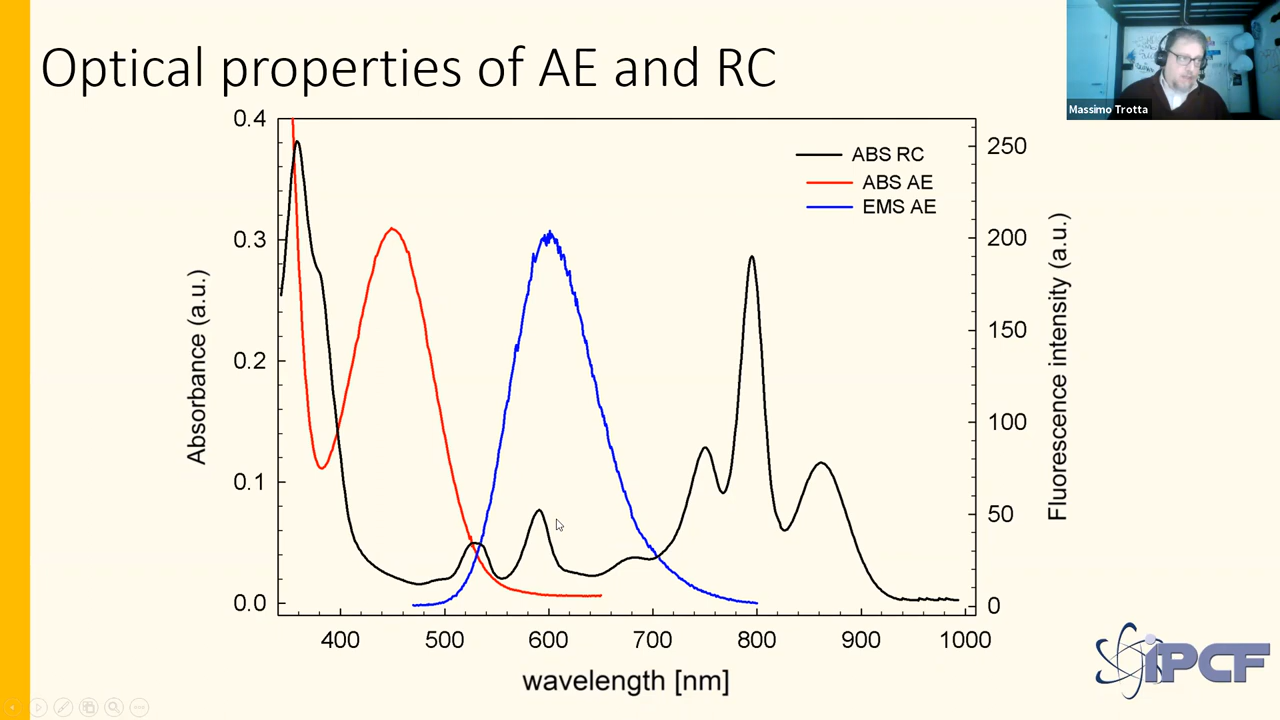 Optical properties of AE and RC
Massimo Trotta
0.4
0.3
0.2
0.1
0.0
Absorbance (a.u.)
ABS RC
ABS AE
EMS AE
250
200
150
100
50
0
Fluorescence intensity (a.u.)
400 500 600 700 800 900 1000
wavelength [nm]
iPCF